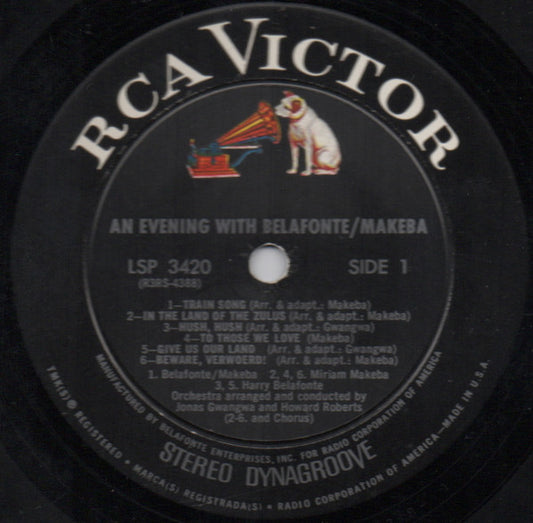 RCA VICTOR
AN EVENING WITH BELAFONTE/MAKEBA
LSP 3420
(R3RS-4388)
SIDE 1
1—TRAIN SONG (Arr. & adapt.: Makeba)
2—IN THE LAND OF THE ZULUS (Arr. & adapt.: Makeba)
3—HUSH, HUSH (Arr. & adapt.: Gwangwa)
4—TO THOSE WE LOVE (Makeba)
5—GIVE US OUR LAND (Arr. & adapt.: Gwangwa)
6—BEWARE, VERWOERD! (Arr. & adapt.: Makeba)
1. Belafonte/Makeba 2, 4, 6. Miriam Makeba
3, 5. Harry Belafonte
Orchestra arranged and conducted by
Jonas Gwangwa and Howard Roberts
(2-6. and Chorus)
MANUFACTURED BY BELAFONTE ENTERPRISES, INC. FOR RADIO CORPORATION OF AMERICA
STEREO DYNAGROOVE
TMK(S) ® REGISTERED • MARCA(S) REGISTRADA(S) • RADIO CORPORATION OF AMERICA—MADE IN U.S.A.